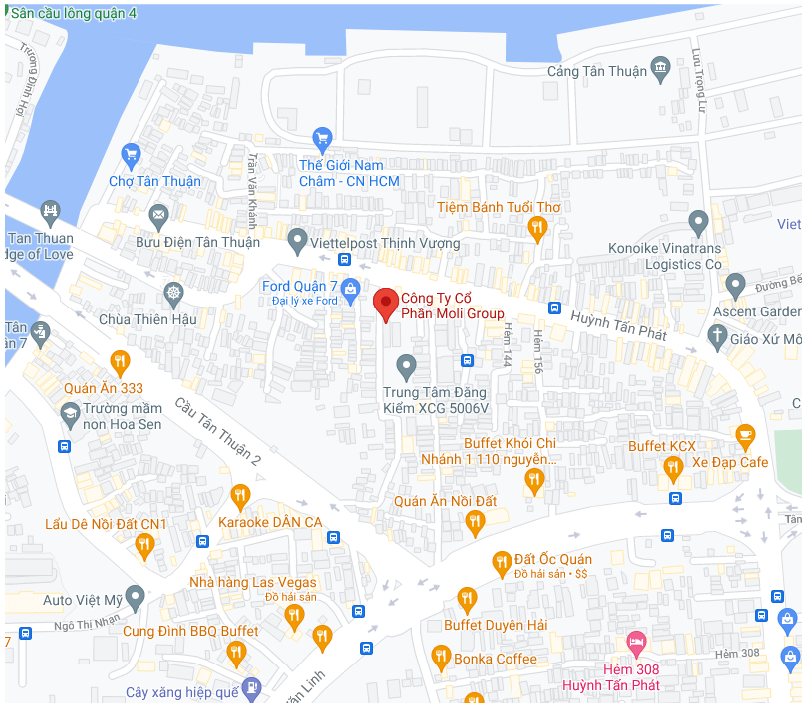 Sân cầu lông quận 4
Trương Đình Hợi
Cảng Tân Thuận
Lưu Trọng Lư
Thế Giới Nam
Châm - CN HCM
Chợ Tân Thuận
Trần Văn Khánh
Tiệm Bánh Tuổi Thơ
Tan Thuan
dge of Love
Bưu Điện Tân Thuận
Viettelpost Thịnh Vượng
Konoike Vinatrans
Logistics Co
Viet
Ford Quận 7
Đại lý xe Ford
Công Ty Cổ
Phần Moli Group
Đường Bế
Ascent Garden
Chùa Thiên Hậu
Huỳnh Tấn Phát
Hẻm 144
Hẻm 156
Giáo Xứ Mô
Tân
an 7
Quán Ăn 333
Trung Tâm Đăng
Kiểm XCG 5006V
Trường mầm
non Hoa Sen
Cầu Tân Thuận 2
C
Buffet Khói Chi
Nhánh 1 110 nguyễn...
Buffet KCX
Xe Đạp Cafe
Quán Ăn Nồi Đất
Karaoke DÂN CA
Lẩu Dê Nồi Đất CN1
Tân
Đất Ốc Quán
Đồ hải sản • $$
Nhà hàng Las Vegas
Đồ hải sản
Auto Việt Mỹ
Ngô Thị Nhạn
Buffet Duyên Hải
Cung Đình BBQ Buffet
7
Bonka Ccffee
Hẻm 308
Hẻm 308
Huỳnh Tấn Phát
Cây xăng hiệp quế
Văn Linh